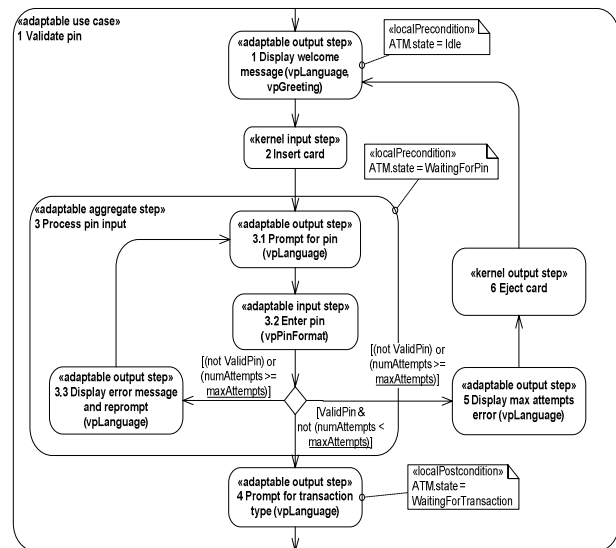 «adaptable use case»
1 Validate pin
«adaptable output step»
1 Display welcome
message (vpLanguage,
vpGreeting)
«localPrecondition»
ATM.state = Idle
«kernel input step»
2 Insert card
«localPrecondition»
ATM.state = WaitingForPin
«adaptable aggregate step»
3 Process pin input
«adaptable output step»
3.1 Prompt for pin
(vpLanguage)
«kernel output step»
6 Eject card
«adaptable input step»
3.2 Enter pin
(vpPinFormat)
[(not ValidPin) or
(numAttempts >=
maxAttempts)]
[(not ValidPin) or
(numAttempts >=
maxAttempts)]
«adaptable output step»
3.3 Display error message
and reprompt
(vpLanguage)
[ValidPin &
not (numAttempts <
maxAttempts)]
«adaptable output step»
5 Display max attempts
error (vpLanguage)
«adaptable output step»
4 Prompt for transaction
type (vpLanguage)
«localPostcondition»
ATM.state =
WaitingForTransaction